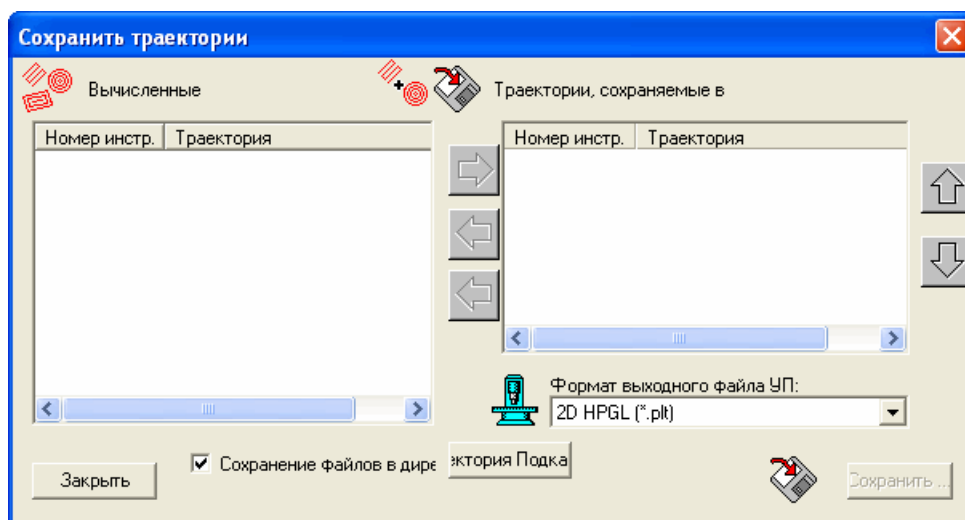 Сохранить траектории
Вычисленные
Траектории, сохраняемые в
Номер инстр. Траектория
Номер инстр. Траектория
Формат выходного файла УП:
2D HPGL (*.plt)
Закрыть
Сохранение файлов в дире
ектория Подка
Сохранить ...